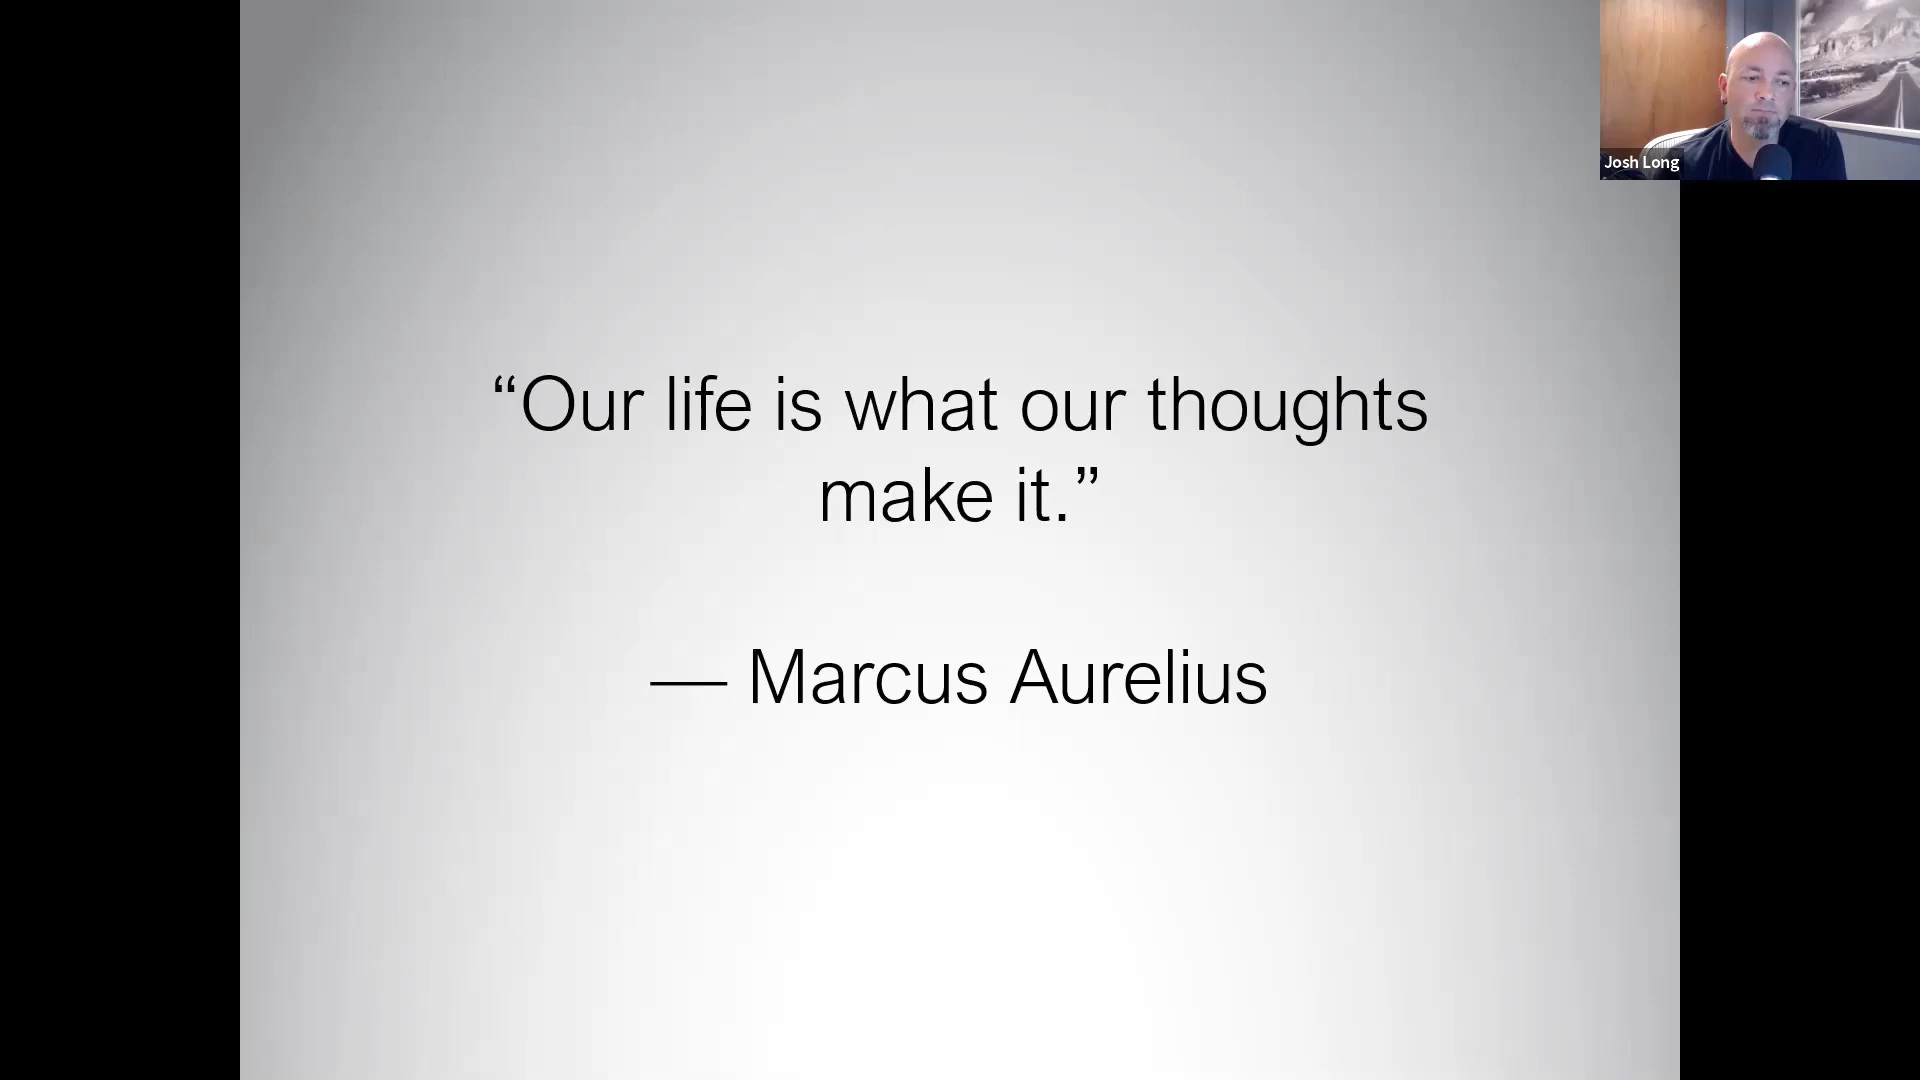 “Our life is what our thoughts
make it.”
— Marcus Aurelius
Josh Long